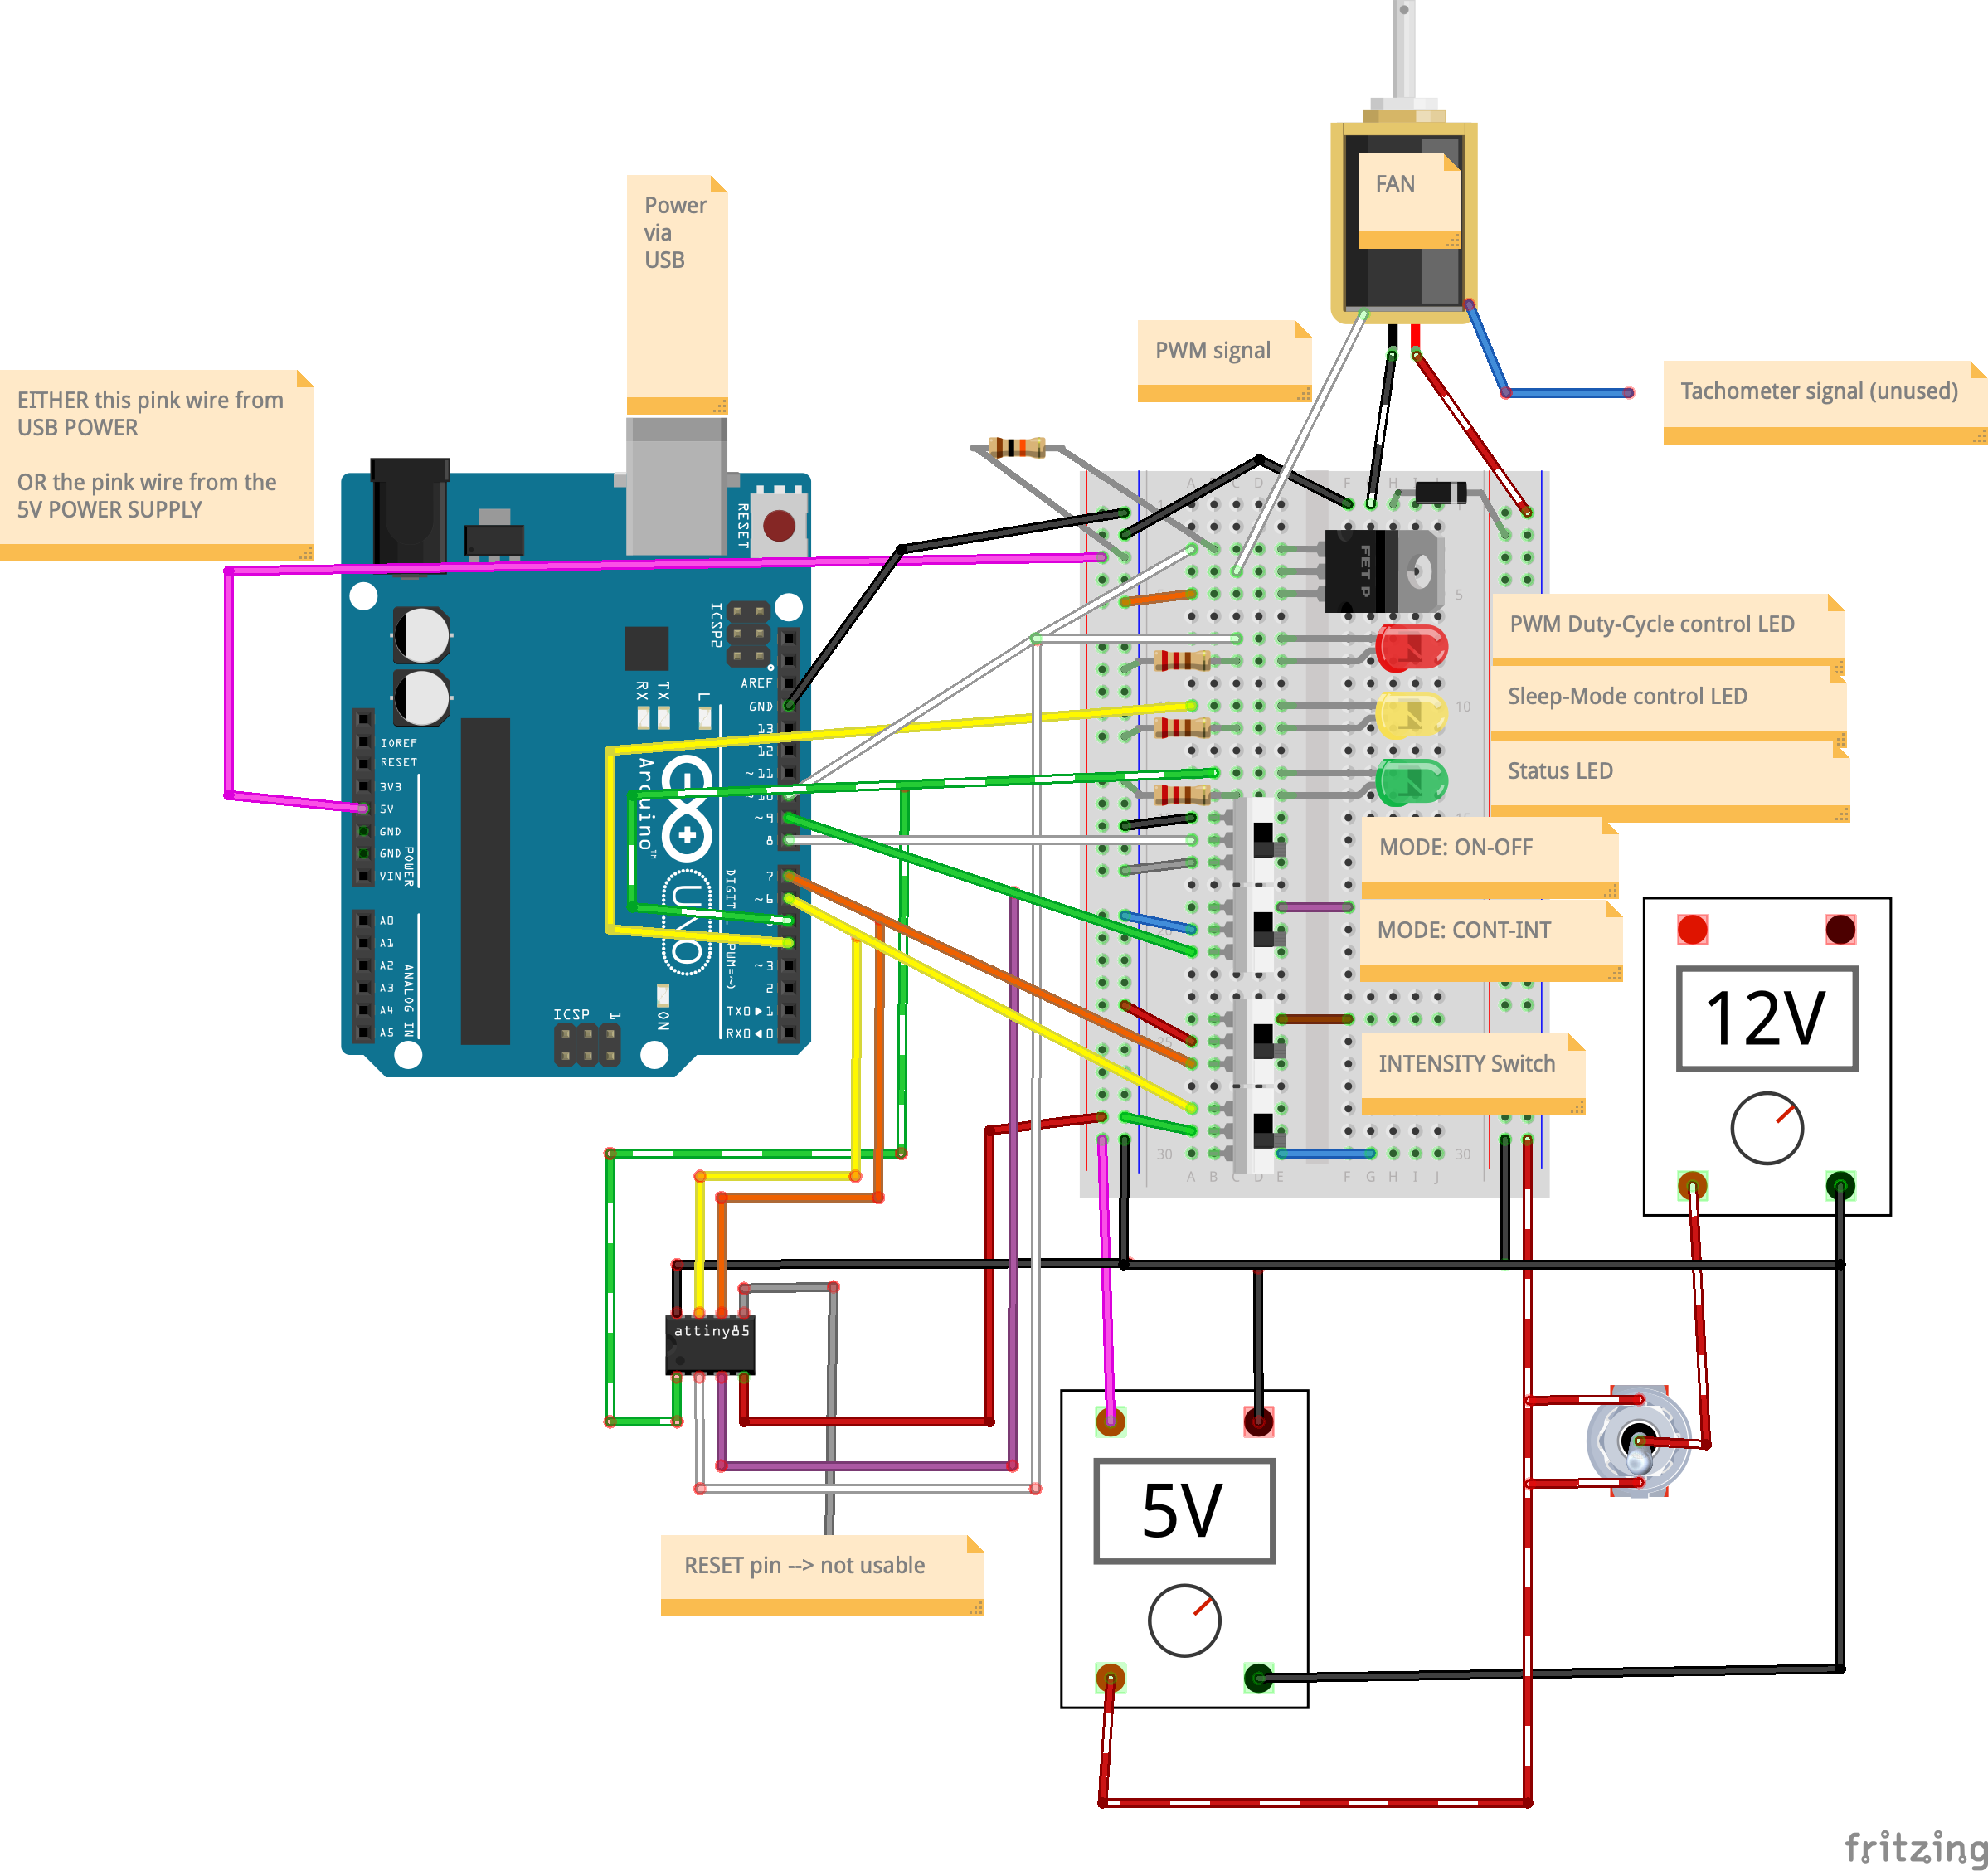 FAN
Power
via
USB
PWM signal
EITHER this pink wire from
USB POWER
OR the pink wire from the
5V POWER SUPPLY
Tachometer signal (unused)
A B C D E F G H I J
1
5
10
15
20
25
30 30
A B C D E F G H I J
FET P
PWM Duty-Cycle control LED
Sleep-Mode control LED
Status LED
MODE: ON-OFF
MODE: CONT-INT
INTENSITY Switch
RESET
ICSP2
AREF
GND
13
12
~11
~10
~9
8
7
~6
~3
2
TX0▶1
RX0◀0
RX
TX
L
Arduino™
UNO
ON
ICSP
1
IOREF
RESET
3V3
5V
GND
GND
VIN
POWER
A0
A1
A2
A3
A4
A5
ANALOG IN
12V
attiny85
5V
RESET pin --> not usable
fritzing